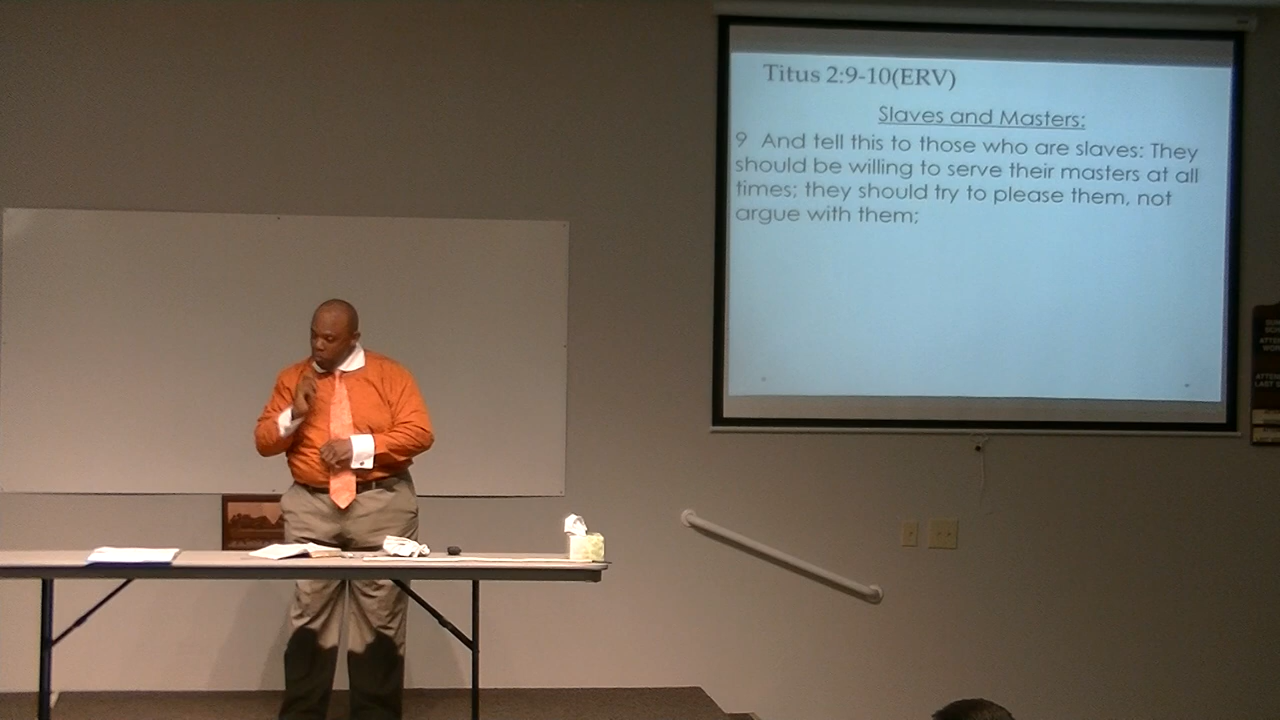 Titus 2:9-10(ERV)
Slaves and Masters:
9 And tell this to those who are slaves: They
should be willing to serve their masters at all
times; they should try to please them, not
argue with them;